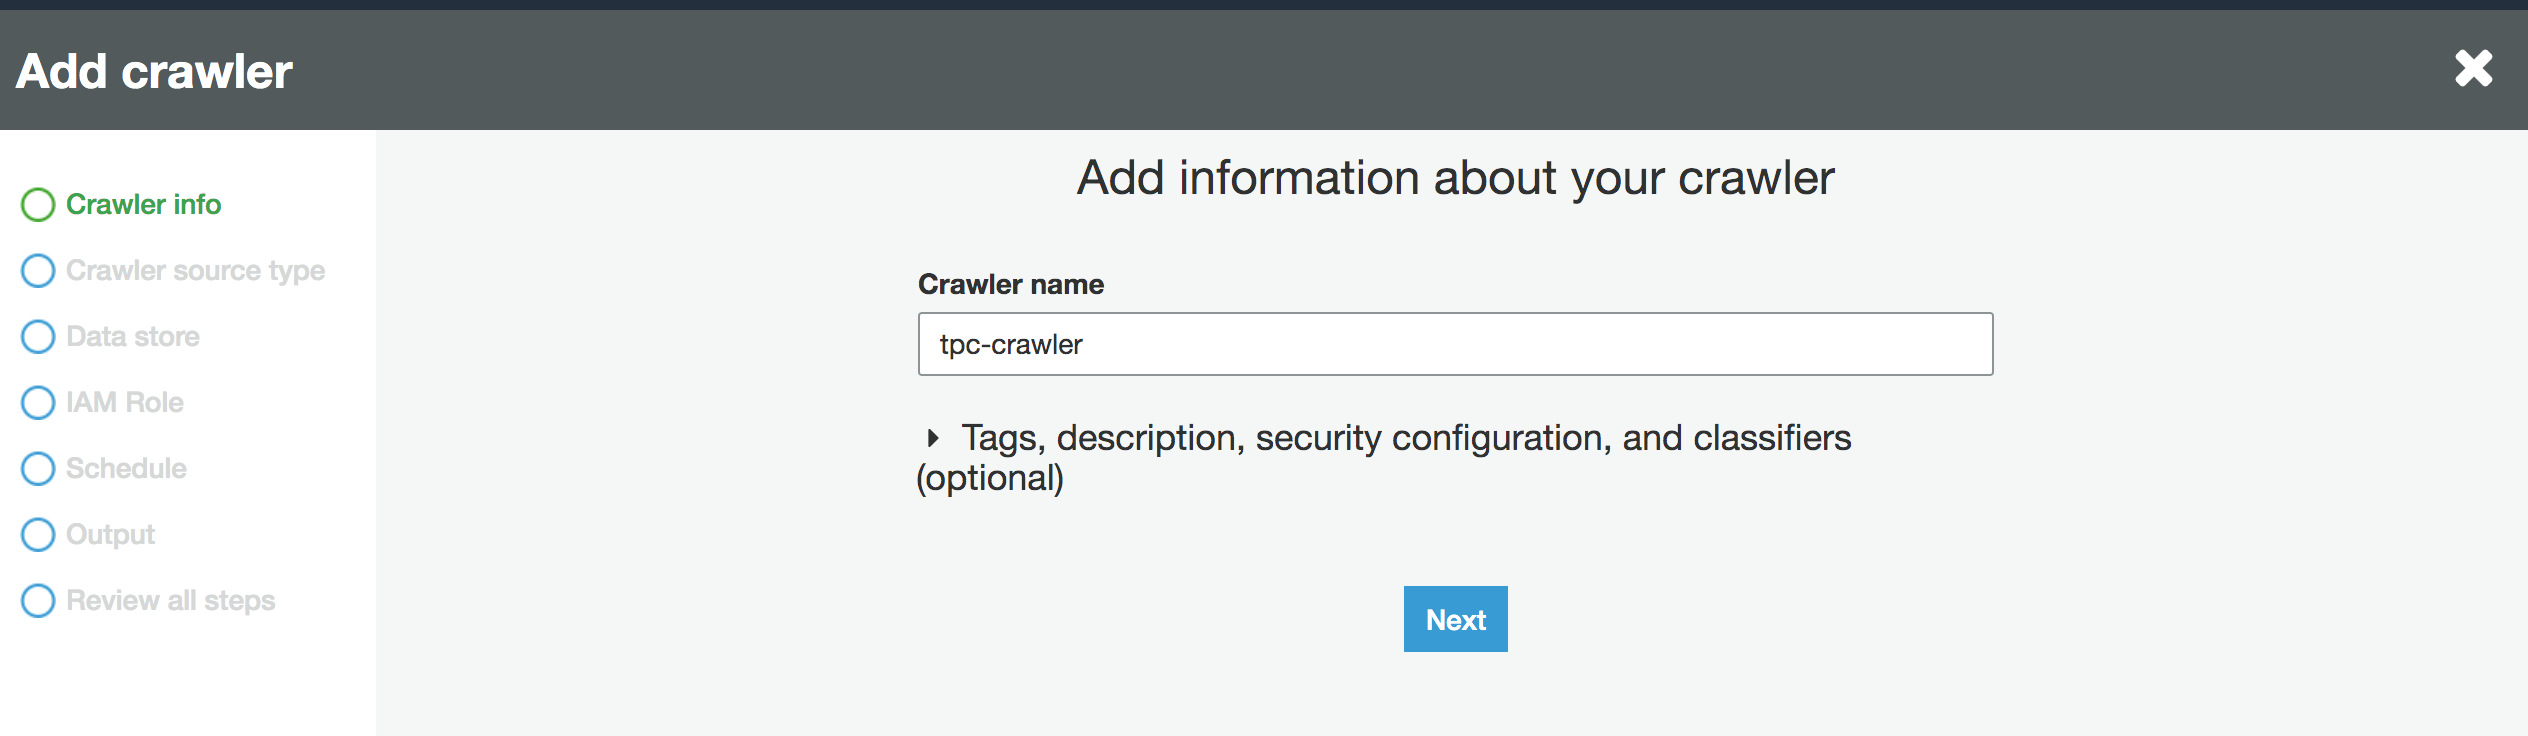 Add crawler
Crawler info
Crawler source type
Data store
IAM Role
Schedule
Output
Review all steps
Add information about your crawler
Crawler name
tpc-crawler
Tags, description, security configuration, and classifiers
(optional)
Next